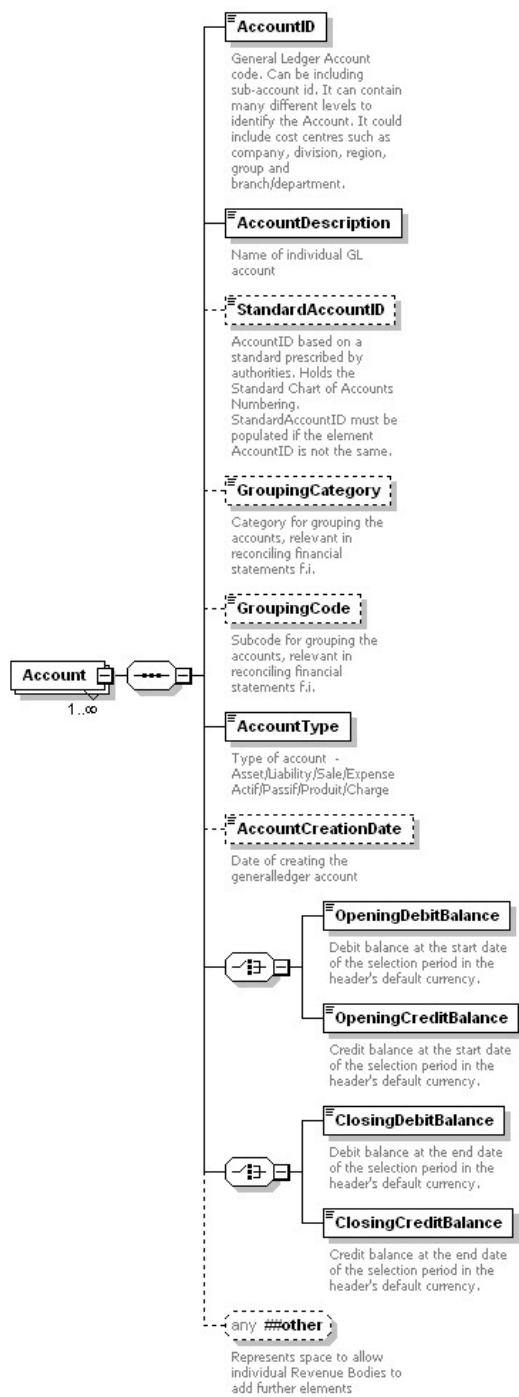 AccountID
General Ledger Account
code. Can be including
sub-account id. It can contain
many different levels to
identify the Account. It could
include cost centres such as
company, division, region,
group and
branch/department.
AccountDescription
Name of individual GL
account
StandardAccountID
AccountID based on a
standard prescribed by
authorities. Holds the
Standard Chart of Accounts
Numbering.
StandardAccountID must be
populated if the element
AccountID is not the same.
GroupingCategory
Category for grouping the
accounts, relevant in
reconciling financial
statements f.i.
GroupingCode
Subcode for grouping the
accounts, relevant in
reconciling financial
statements f.i.
Account
1..∞
AccountType
Type of account -
Asset/Liability/Sale/Expense
Actif/Passif/Produit/Charge
AccountCreationDate
Date of creating the
generalledger account
OpeningDebitBalance
Debit balance at the start date
of the selection period in the
header's default currency.
OpeningCreditBalance
Credit balance at the start date
of the selection period in the
header's default currency.
ClosingDebitBalance
Debit balance at the end date
of the selection period in the
header's default currency.
ClosingCreditBalance
Credit balance at the end date
of the selection period in the
header's default currency.
any ##other
Represents space to allow
individual Revenue Bodies to
add further elements